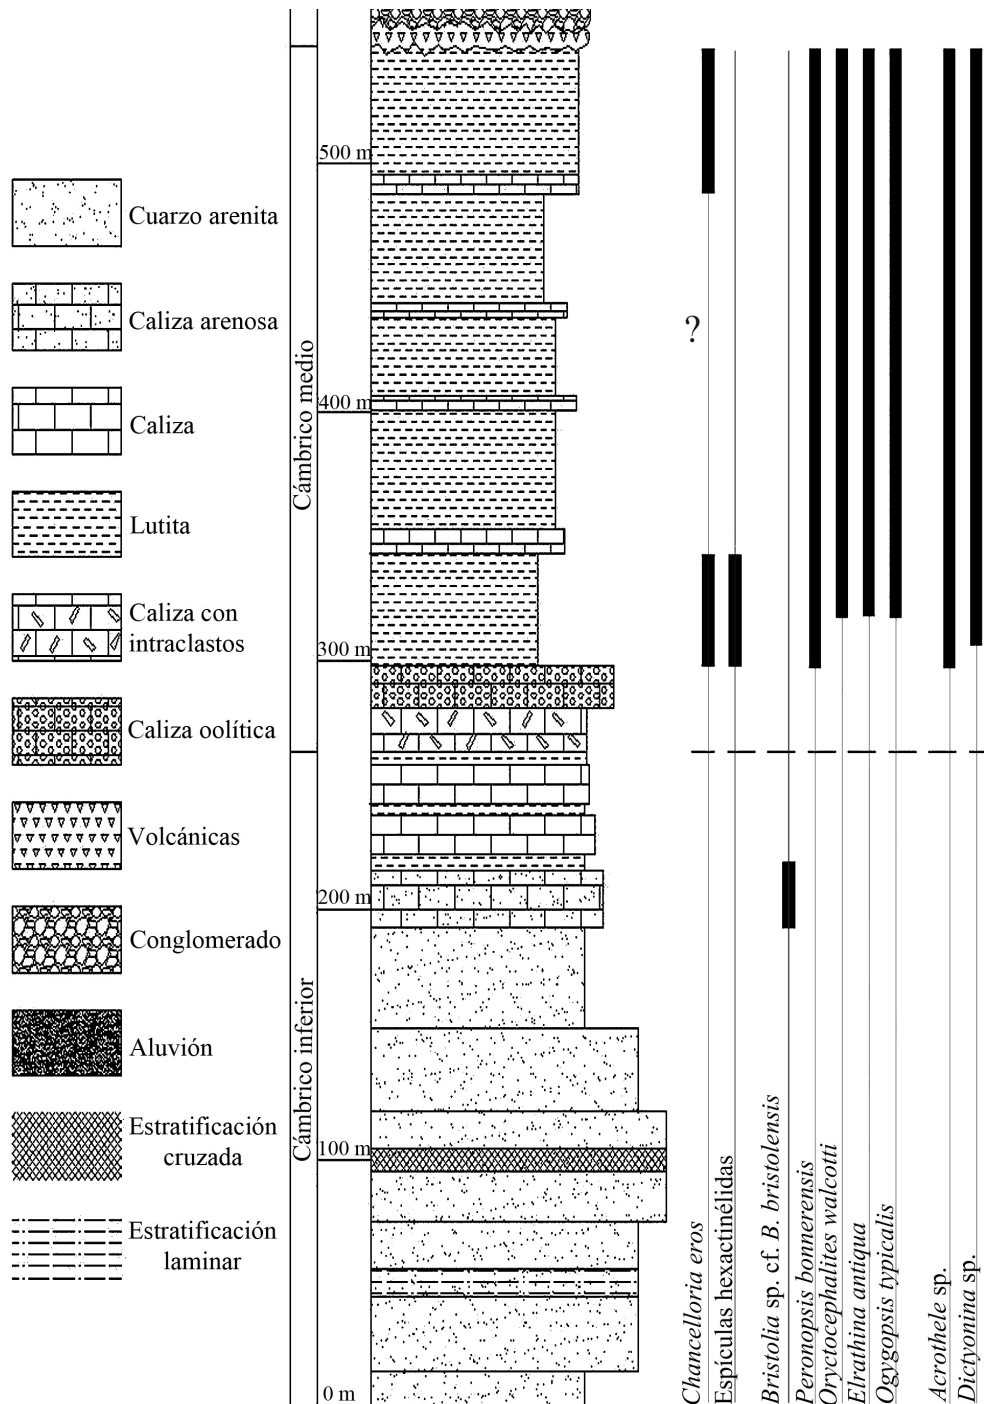 Cuarzo arenita
Caliza arenosa
Caliza
Lutita
Caliza con
intraclastos
Caliza oolítica
Volcánicas
Conglomerado
Aluvión
Estratificación
cruzada
Estratificación
laminar
Cámbrico medio
Cámbrico inferior
500 m
400 m
300 m
200 m
100 m
0 m
?
Chancelloria eros
Espículas hexactinélidas
Bristolia sp. cf. B. bristolensis
Peronopsis bonnerensis
Oryctocephalites walcotti
Elrathina antiqua
Ogygopsis typicalis
Acrothele sp.
Dictyonina sp.